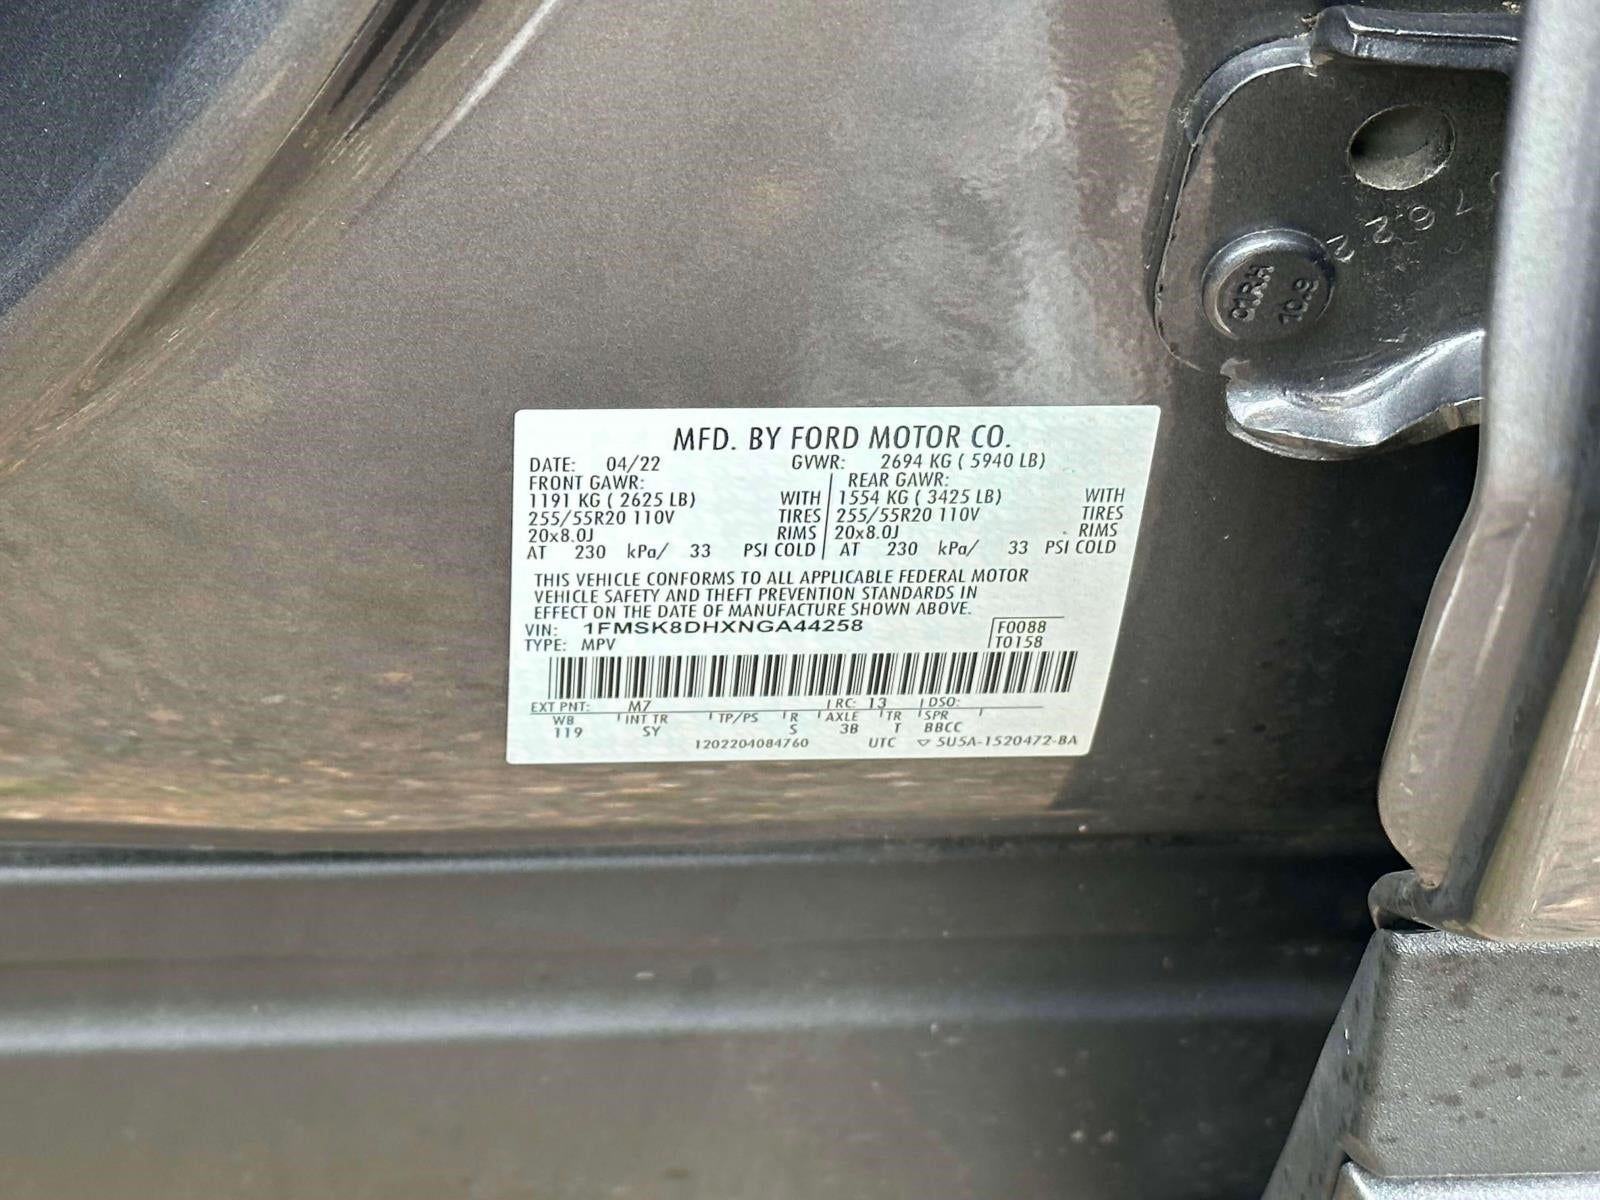 MFD. BY FORD MOTOR CO.
DATE: 04/22 GVWR: 2694 KG ( 5940 LB)
FRONT GAWR: REAR GAWR:
1191 KG ( 2625 LB) WITH 1554 KG ( 3425 LB) WITH
255/55R20 110V TIRES 255/55R20 110V TIRES
20x8.0J RIMS 20x8.0J RIMS
AT 230 kPa/ 33 PSI COLD AT 230 kPa/ 33 PSI COLD
THIS VEHICLE CONFORMS TO ALL APPLICABLE FEDERAL MOTOR
VEHICLE SAFETY AND THEFT PREVENTION STANDARDS IN
EFFECT ON THE DATE OF MANUFACTURE SHOWN ABOVE.
VIN: 1FMSK8DHXNGA44258 F0088
TYPE: MPV T0158
EXT PNT: M7 RC: 13 DSO:
WB INT TR TP/PS R AXLE TR SPR
119 SY S 3B T BBCC
1202204084760 UTC ▽ 5U5A-1520472-BA
01RH
10.9